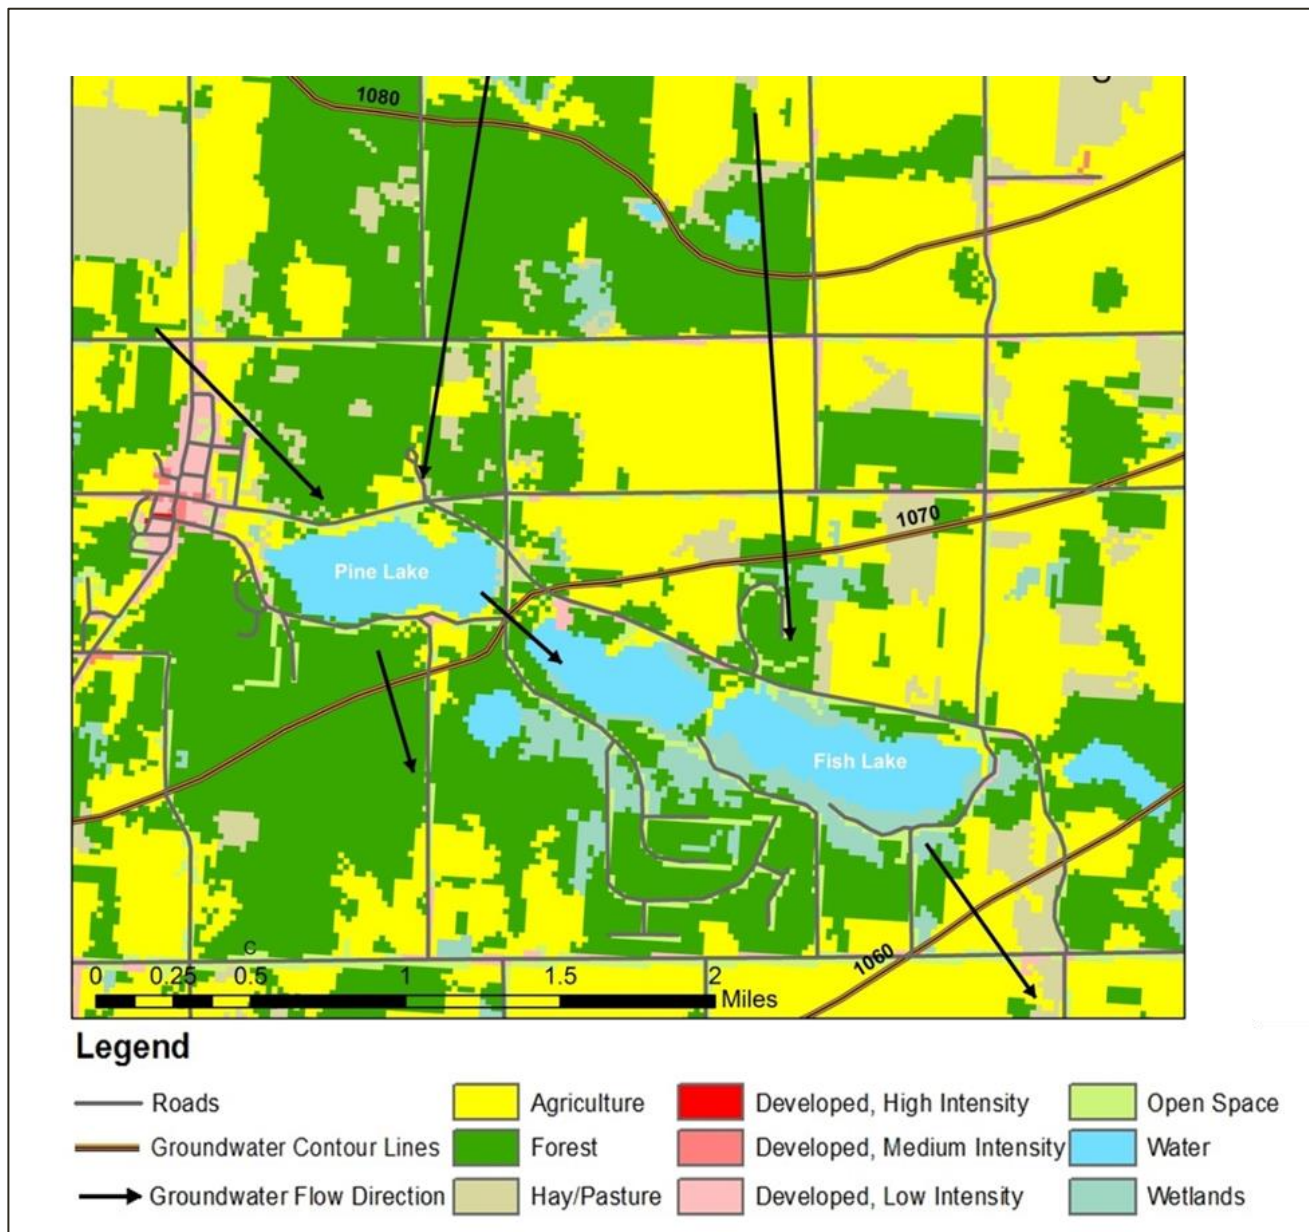 1080
Pine Lake
1070
Fish Lake
1060
C
0 0.25 0.5 1 1.5 2 Miles
Legend
Roads Agriculture Developed, High Intensity Open Space
Groundwater Contour Lines Forest Developed, Medium Intensity Water
Groundwater Flow Direction Hay/Pasture Developed, Low Intensity Wetlands